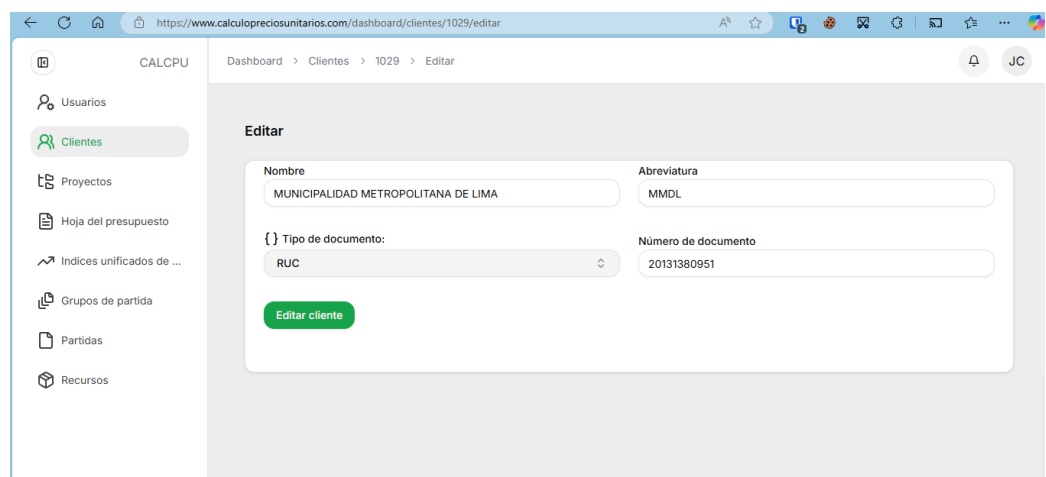 https://www.calculopreciosunitarios.com/dashboard/clientes/1029/editar
CALCPU
Dashboard > Clientes > 1029 > Editar
JC
Usuarios
Clientes
Proyectos
Hoja del presupuesto
Indices unificados de ...
Grupos de partida
Partidas
Recursos
Editar
Nombre
MUNICIPALIDAD METROPOLITANA DE LIMA
Abreviatura
MMDL
{ } Tipo de documento:
RUC
Número de documento
20131380951
Editar cliente